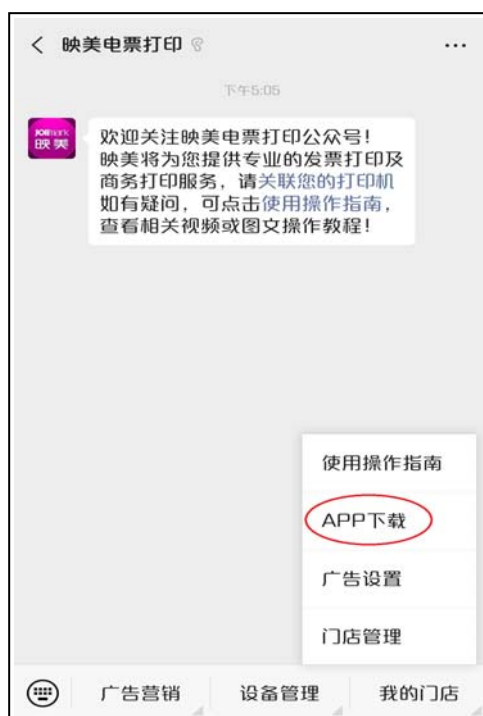 映美电票打印
下午5:05
Jolimark
映美
欢迎关注映美电票打印公众号!
映美将为您提供专业的发票打印及
商务打印服务,请关联您的打印机
如有疑问,可点击使用操作指南,
查看相关视频或图文操作教程!
使用操作指南
APP下载
广告设置
门店管理
广告营销 设备管理 我的门店